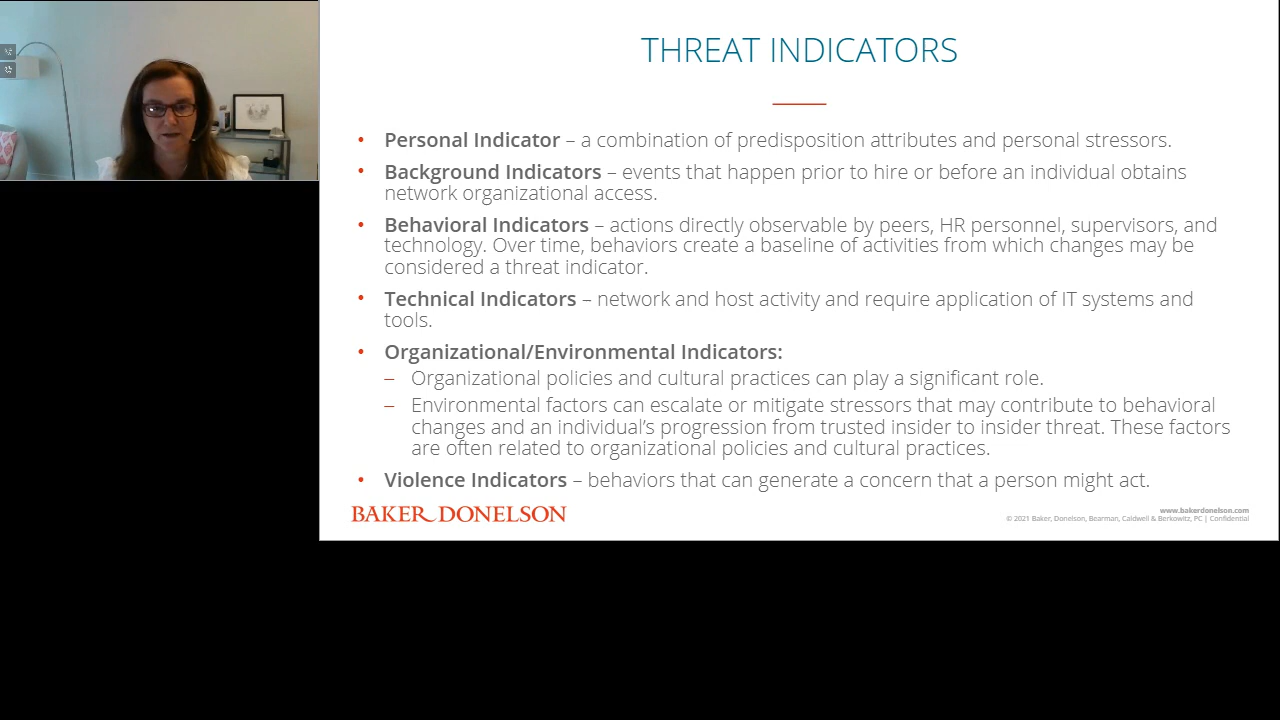 THREAT INDICATORS
• Personal Indicator – a combination of predisposition attributes and personal stressors.
• Background Indicators – events that happen prior to hire or before an individual obtains
network organizational access.
• Behavioral Indicators – actions directly observable by peers, HR personnel, supervisors, and
technology. Over time, behaviors create a baseline of activities from which changes may be
considered a threat indicator.
• Technical Indicators – network and host activity and require application of IT systems and
tools.
• Organizational/Environmental Indicators:
– Organizational policies and cultural practices can play a significant role.
– Environmental factors can escalate or mitigate stressors that may contribute to behavioral
changes and an individual’s progression from trusted insider to insider threat. These factors
are often related to organizational policies and cultural practices.
• Violence Indicators – behaviors that can generate a concern that a person might act.
BAKER DONELSON
www.bakerdonelson.com
© 2021 Baker, Donelson, Bearman, Caldwell & Berkowitz, PC | Confidential